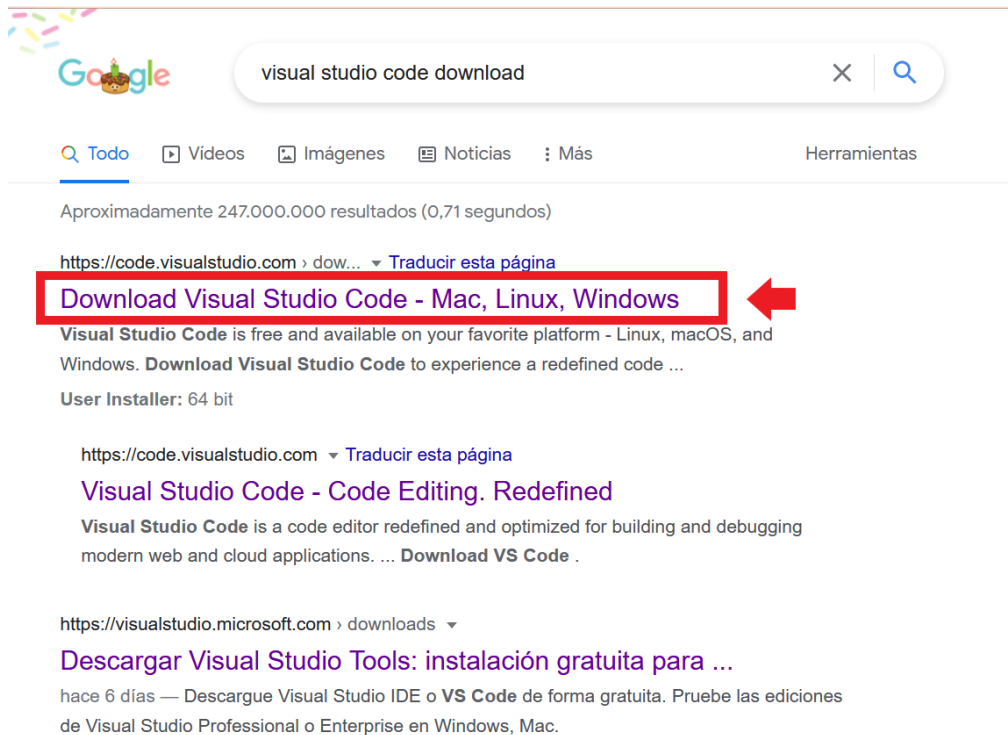 Google
visual studio code download
Todo Vídeos Imágenes Noticias Más Herramientas
Aproximadamente 247.000.000 resultados (0,71 segundos)
https://code.visualstudio.com › dow... Traducir esta página
Download Visual Studio Code - Mac, Linux, Windows
Visual Studio Code is free and available on your favorite platform - Linux, macOS, and
Windows. Download Visual Studio Code to experience a redefined code ...
User Installer: 64 bit
https://code.visualstudio.com Traducir esta página
Visual Studio Code - Code Editing. Redefined
Visual Studio Code is a code editor redefined and optimized for building and debugging
modern web and cloud applications. ... Download VS Code .
https://visualstudio.microsoft.com › downloads
Descargar Visual Studio Tools: instalación gratuita para ...
hace 6 días — Descargue Visual Studio IDE o VS Code de forma gratuita. Pruebe las ediciones
de Visual Studio Professional o Enterprise en Windows, Mac.